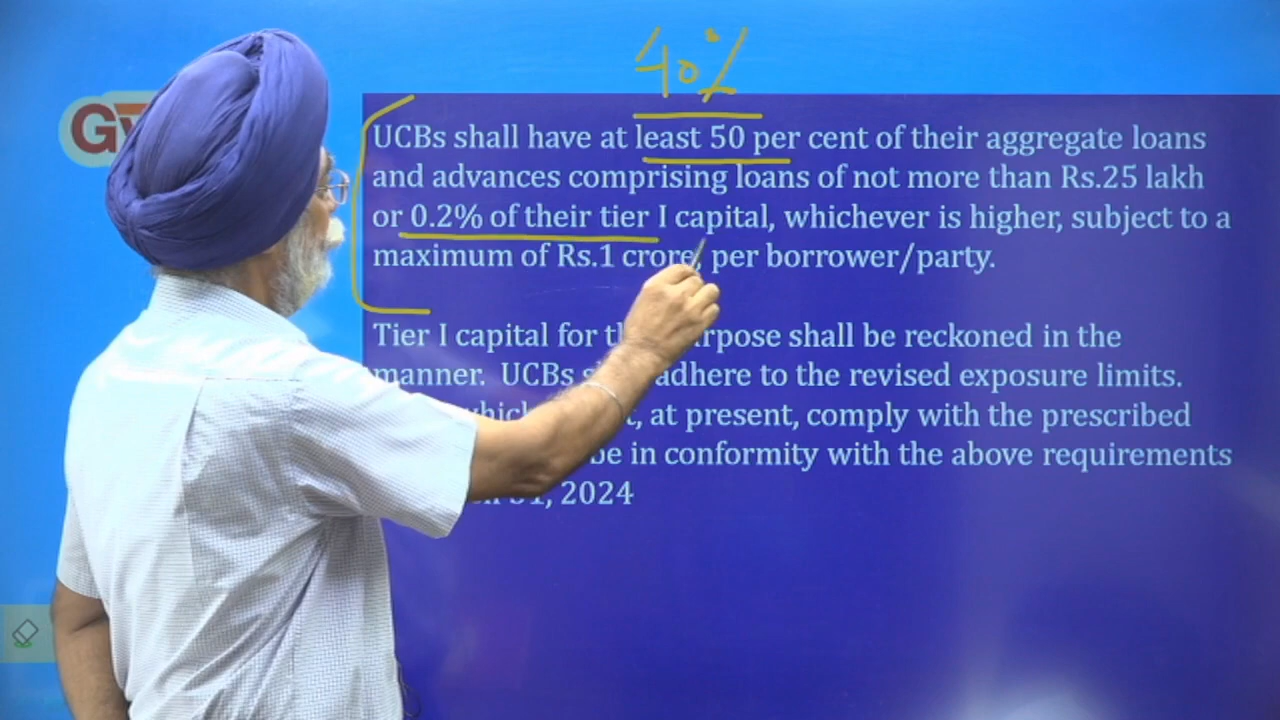 40%
UCBs shall have at least 50 per cent of their aggregate loans
and advances comprising loans of not more than Rs.25 lakh
or 0.2% of their tier I capital, whichever is higher, subject to a
maximum of Rs.1 crore, per borrower/party.
Tier I capital for shall be reckoned in the
manner. UCBs adhere to the revised exposure limits.
at present, comply with the prescribed
be in conformity with the above requirements
2024